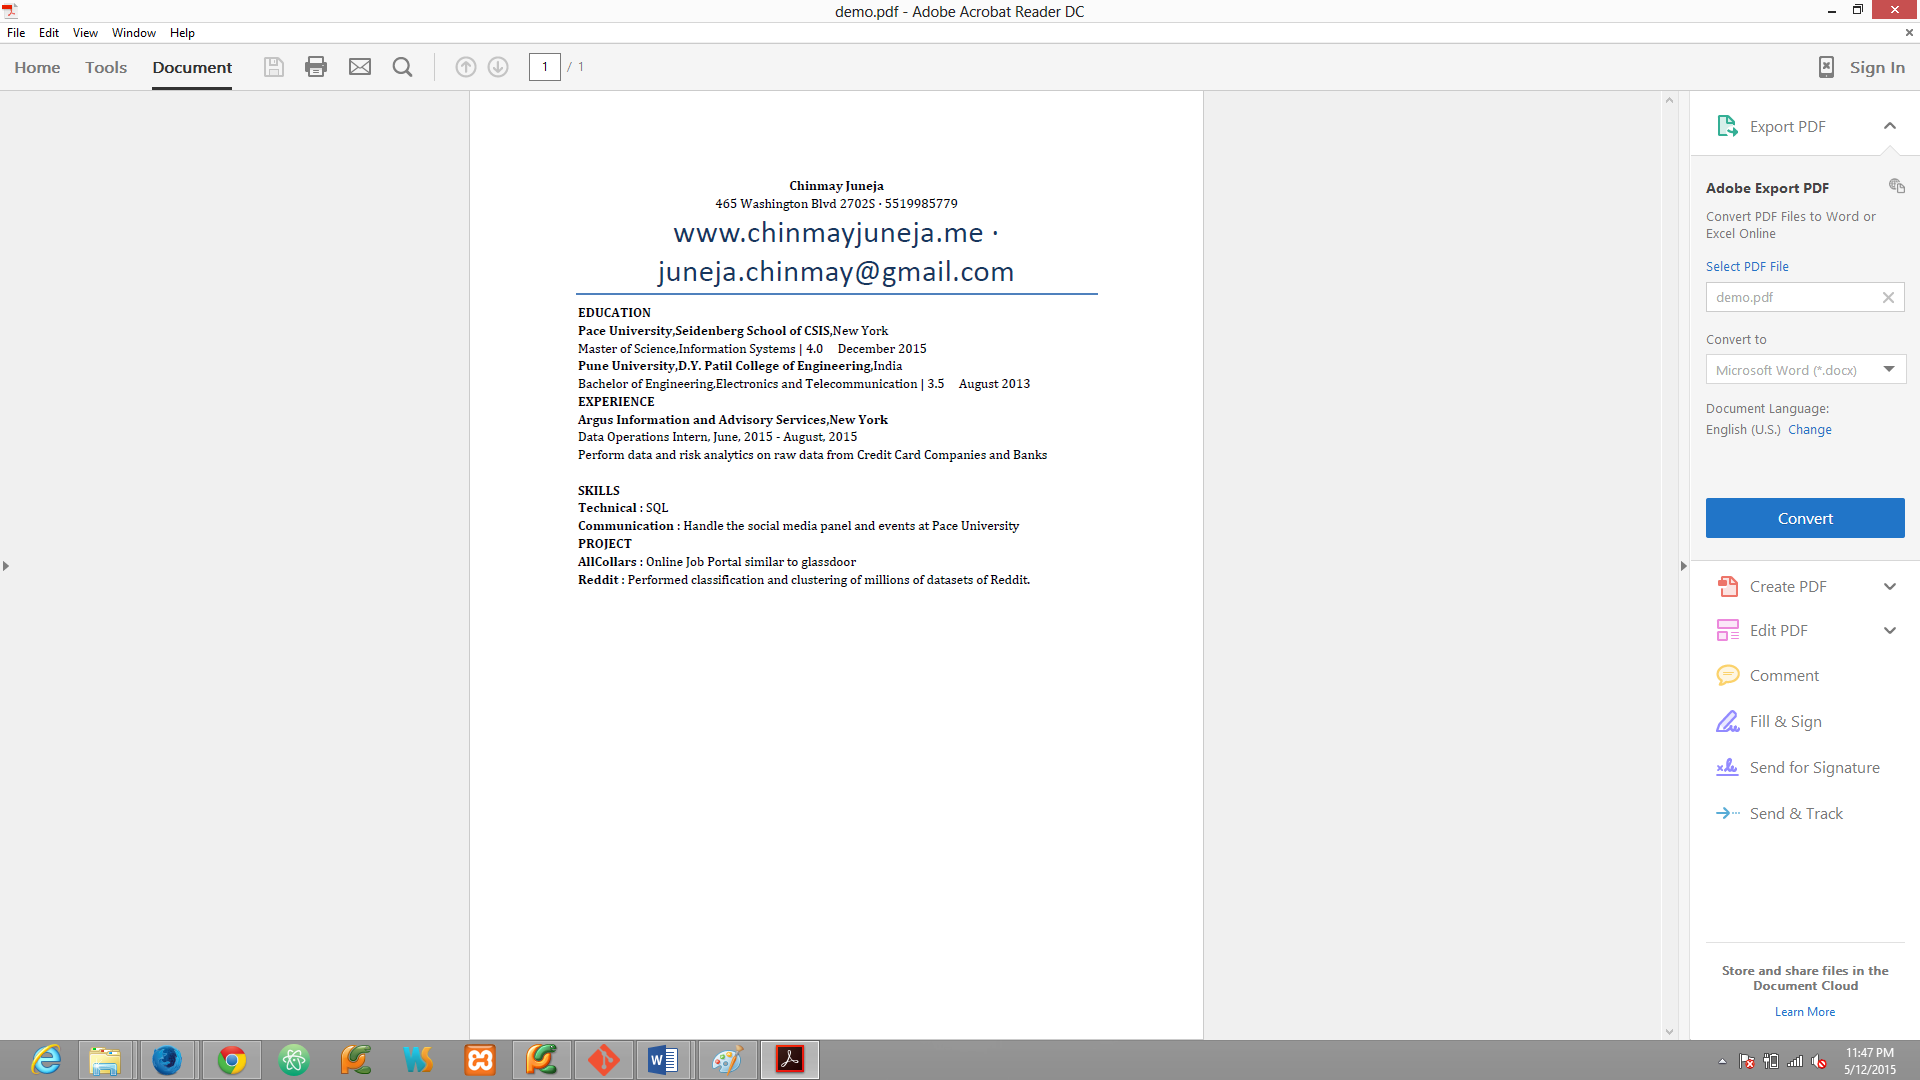 demo.pdf - Adobe Acrobat Reader DC
File Edit View Window Help
Home Tools Document 1 / 1 Sign In
Chinmay Juneja
465 Washington Blvd 2702S · 5519985779
www.chinmayjuneja.me ·
juneja.chinmay@gmail.com
EDUCATION
Pace University,Seidenberg School of CSIS,New York
Master of Science,Information Systems | 4.0 December 2015
Pune University,D.Y. Patil College of Engineering,India
Bachelor of Engineering,Electronics and Telecommunication | 3.5 August 2013
EXPERIENCE
Argus Information and Advisory Services,New York
Data Operations Intern, June, 2015 - August, 2015
Perform data and risk analytics on raw data from Credit Card Companies and Banks
SKILLS
Technical : SQL
Communication : Handle the social media panel and events at Pace University
PROJECT
AllCollars : Online Job Portal similar to glassdoor
Reddit : Performed classification and clustering of millions of datasets of Reddit.
Export PDF
Adobe Export PDF
Convert PDF Files to Word or
Excel Online
Select PDF File
demo.pdf
Convert to
Microsoft Word (*.docx)
Document Language:
English (U.S.) Change
Convert
Create PDF
Edit PDF
Comment
Fill & Sign
Send for Signature
Send & Track
Store and share files in the
Document Cloud
Learn More
11:47 PM
5/12/2015